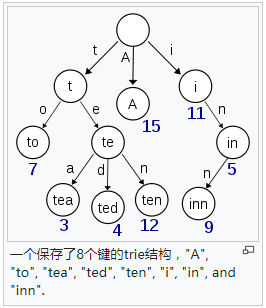 t A i
t A i
15 11
o e n
to te in
7 5
a d n n
tea ted ten inn
3 4 12 9
一个保存了8个键的trie结构，"A",
"to", "tea", "ted", "ten", "i", "in", and
"inn".